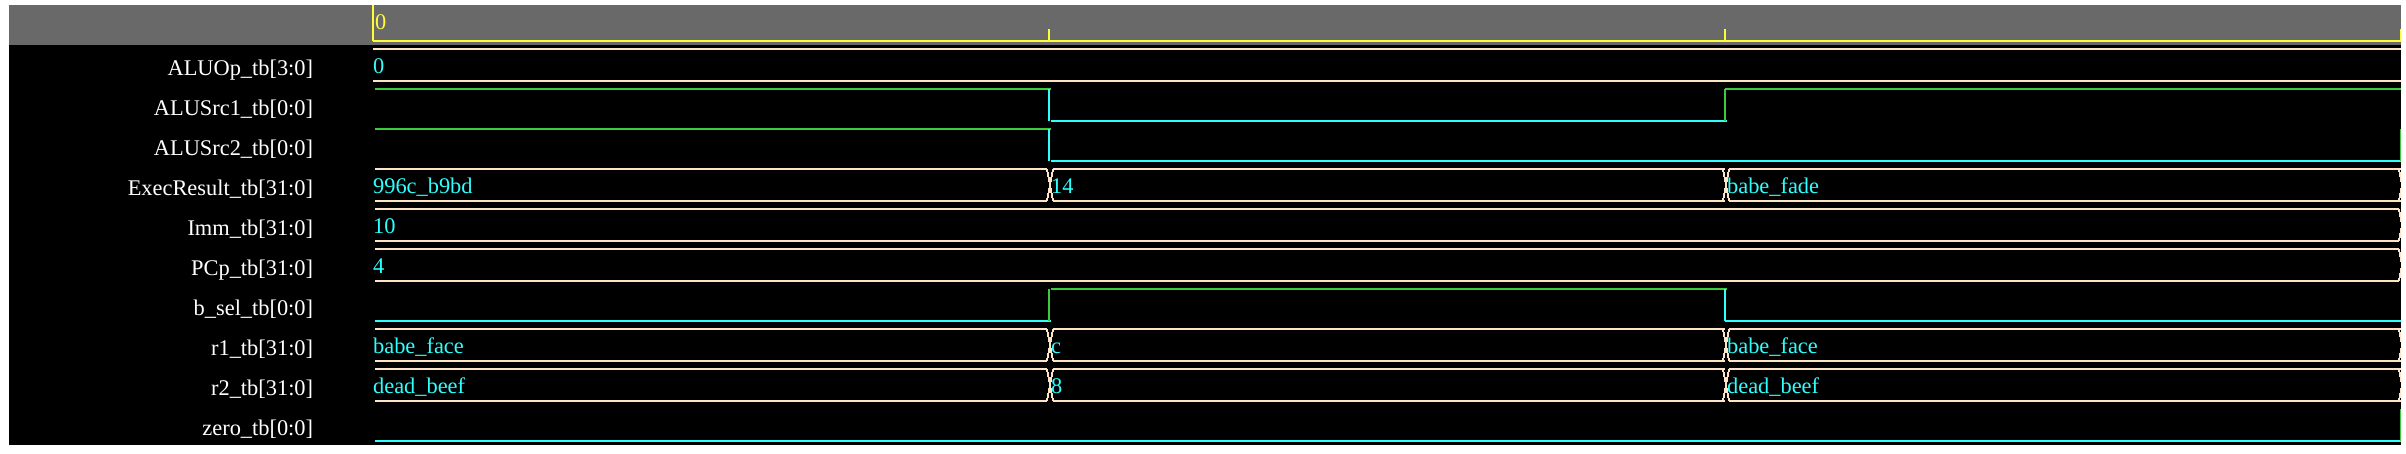 0
ALUOp_tb[3:0] 0
ALUSrc1_tb[0:0]
ALUSrc2_tb[0:0]
ExecResult_tb[31:0] 996c_b9bd 14 babe_fade
Imm_tb[31:0] 10
PCp_tb[31:0] 4
b_sel_tb[0:0]
r1_tb[31:0] babe_face c babe_face
r2_tb[31:0] dead_beef 8 dead_beef
zero_tb[0:0]